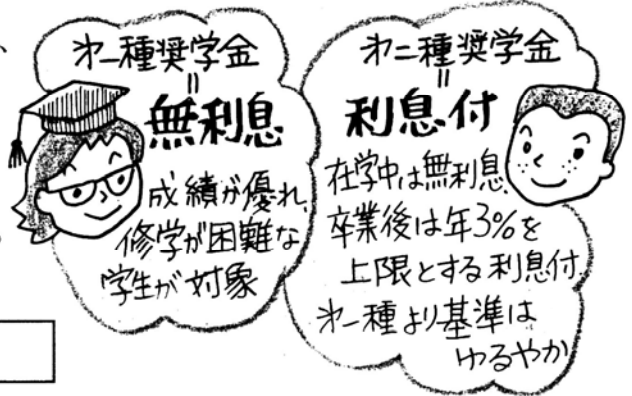 第一種奨学金
=
無利息
成績が優れ、
修学が困難な
学生が対象
第二種奨学金
=
利息付
在学中は無利息、
卒業後は年3%を
上限とする利息付
第一種より基準は
ゆるやか